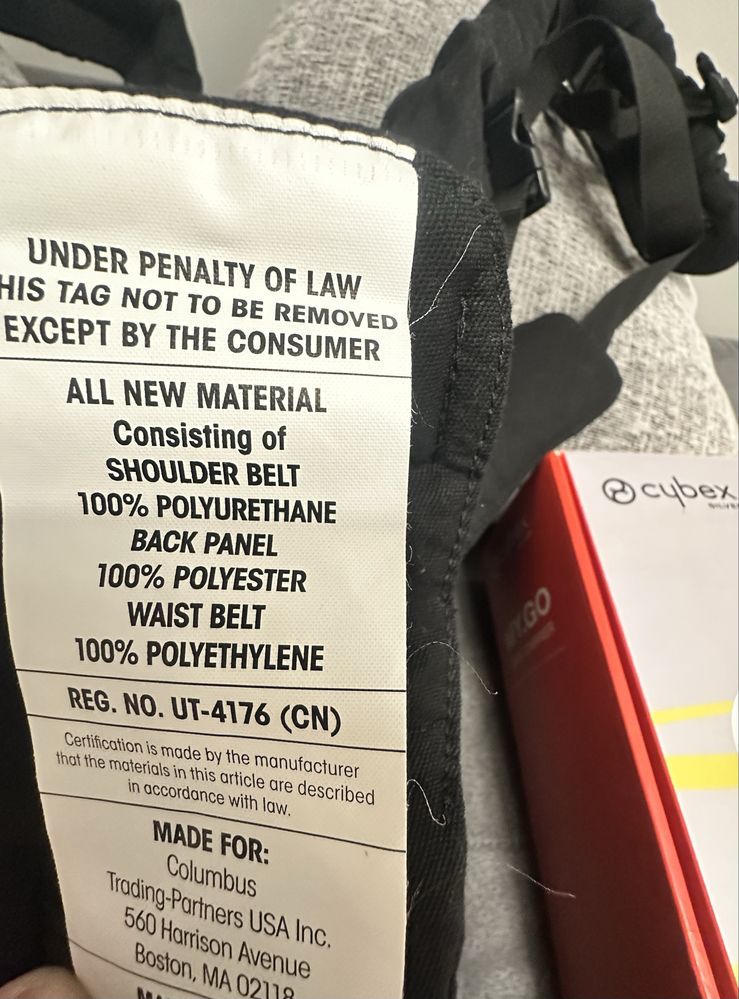 UNDER PENALTY OF LAW
HIS TAG NOT TO BE REMOVED
EXCEPT BY THE CONSUMER
ALL NEW MATERIAL
Consisting of
SHOULDER BELT
100% POLYURETHANE
BACK PANEL
100% POLYESTER
WAIST BELT
100% POLYETHYLENE
REG. NO. UT-4176 (CN)
Certification is made by the manufacturer
that the materials in this article are described
in accordance with law.
MADE FOR:
Columbus
Trading-Partners USA Inc.
560 Harrison Avenue
Boston, MA 02118
cybex
.GO